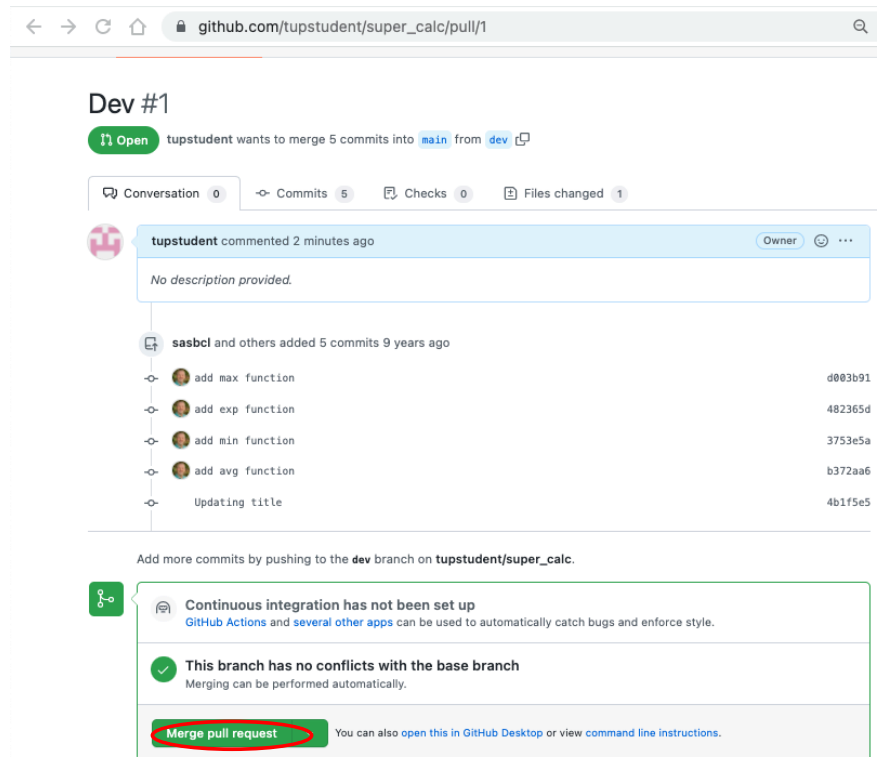 github.com/tupstudent/super_calc/pull/1
Dev #1
Open tupstudent wants to merge 5 commits into main from dev
Conversation 0 Commits 5 Checks 0 Files changed 1
tupstudent commented 2 minutes ago Owner ···
No description provided.
sasbcl and others added 5 commits 9 years ago
add max function d003b91
add exp function 482365d
add min function 3753e5a
add avg function b372aa6
Updating title 4b1f5e5
Add more commits by pushing to the dev branch on tupstudent/super_calc.
Continuous integration has not been set up
GitHub Actions and several other apps can be used to automatically catch bugs and enforce style.
This branch has no conflicts with the base branch
Merging can be performed automatically.
Merge pull request You can also open this in GitHub Desktop or view command line instructions.